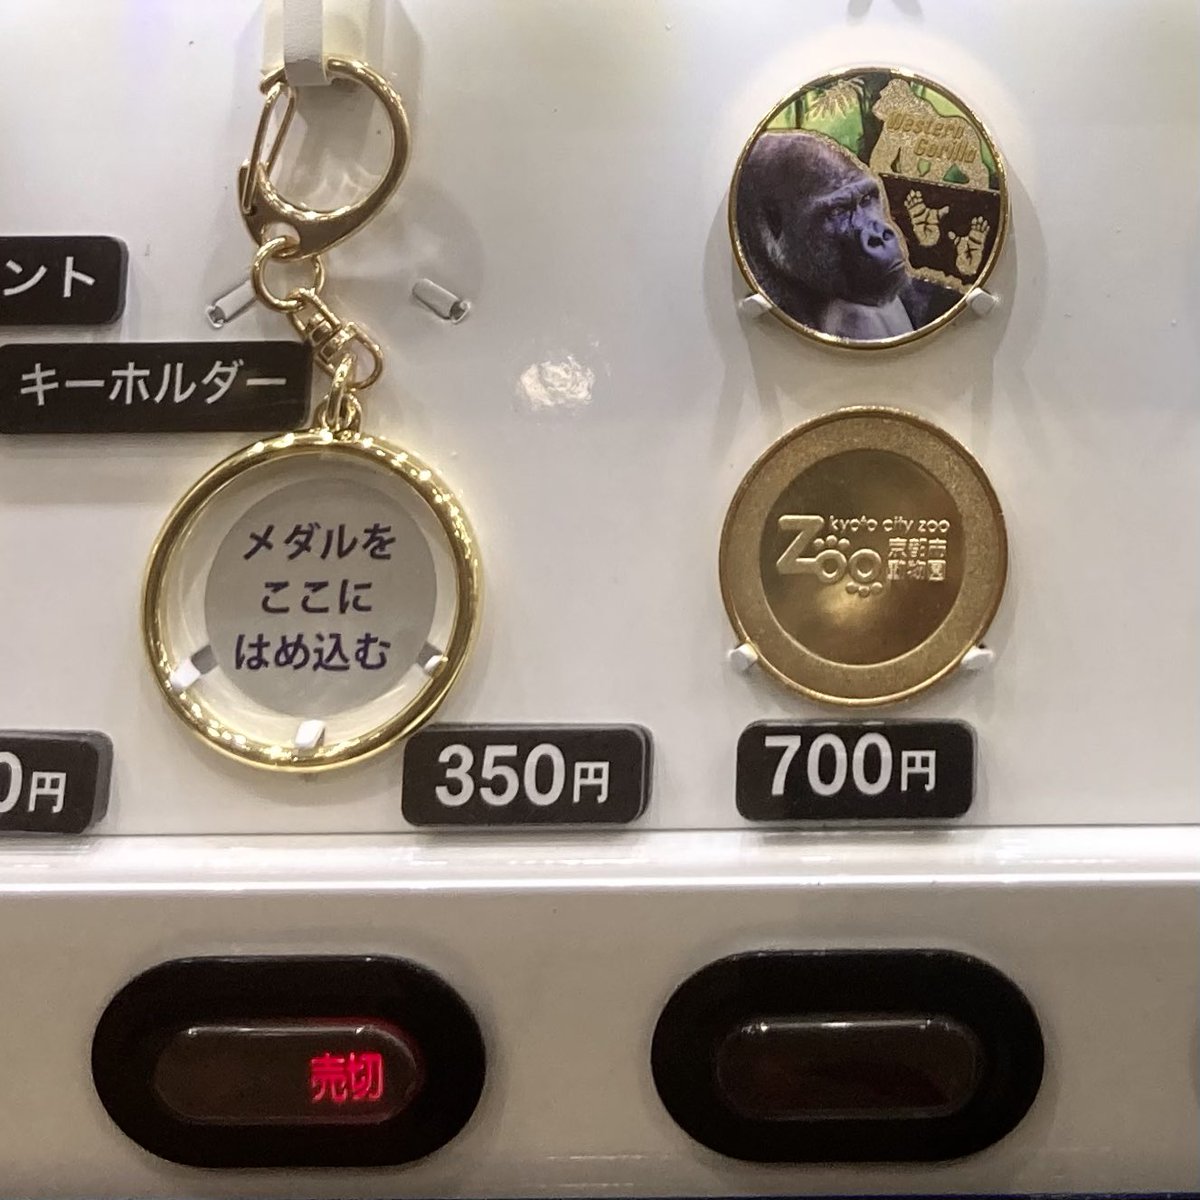 ント
キーホルダー
メダルを
ここに
はめ込む
0円
350円
Western
Gorilla
kyoto city zoo
Zoo
京都市
動物園
700円
売切